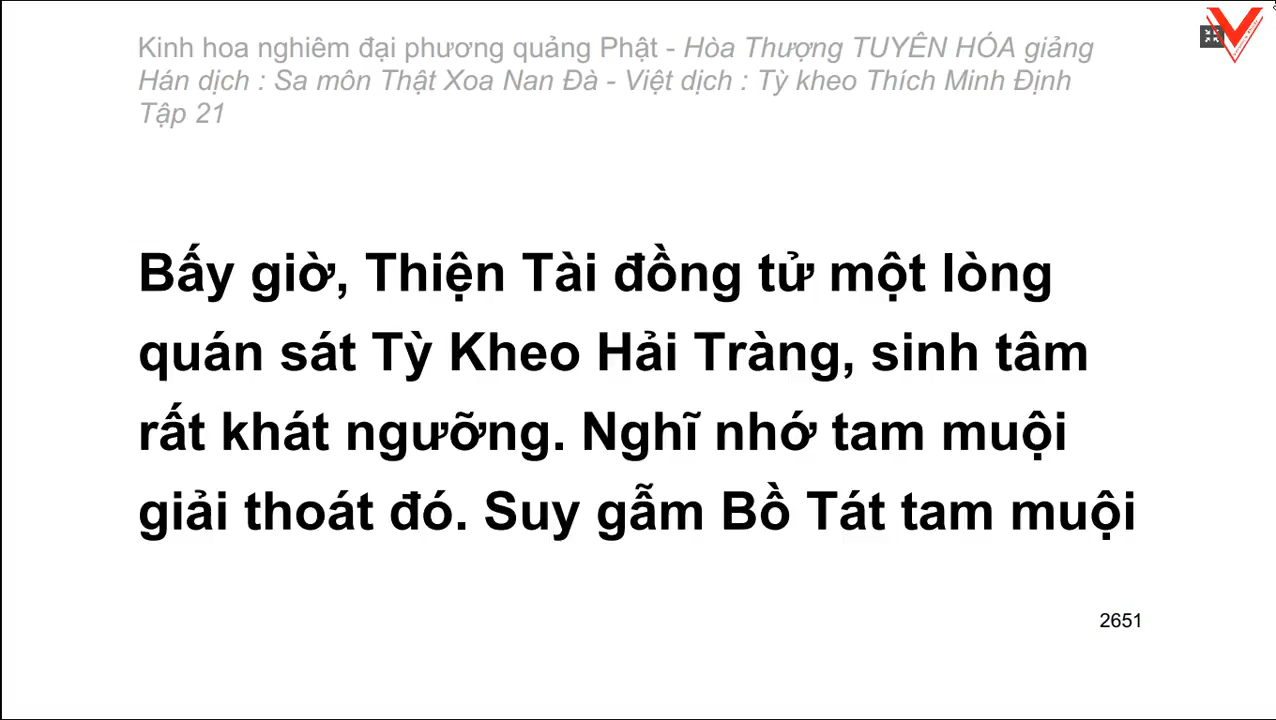 Kinh hoa nghiêm đại phương quảng Phật - Hòa Thượng TUYÊN HÓA giảng
Hán dịch : Sa môn Thật Xoa Nan Đà - Việt dịch : Tỳ kheo Thích Minh Định
Tập 21
Bấy giờ, Thiện Tài đồng tử một lòng
quán sát Tỳ Kheo Hải Tràng, sinh tâm
rất khát ngưỡng. Nghĩ nhớ tam muội
giải thoát đó. Suy gẫm Bồ Tát tam muội
2651